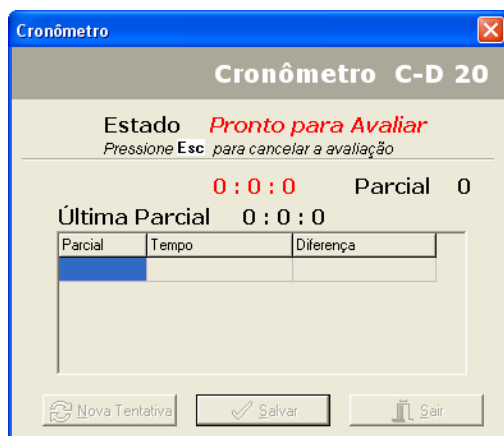 Cronômetro
Cronômetro C-D 20
Estado Pronto para Avaliar
Pressione Esc para cancelar a avaliação
0 : 0 : 0 Parcial 0
Última Parcial 0 : 0 : 0
Parcial Tempo Diferença
Nova Tentativa Salvar Sair